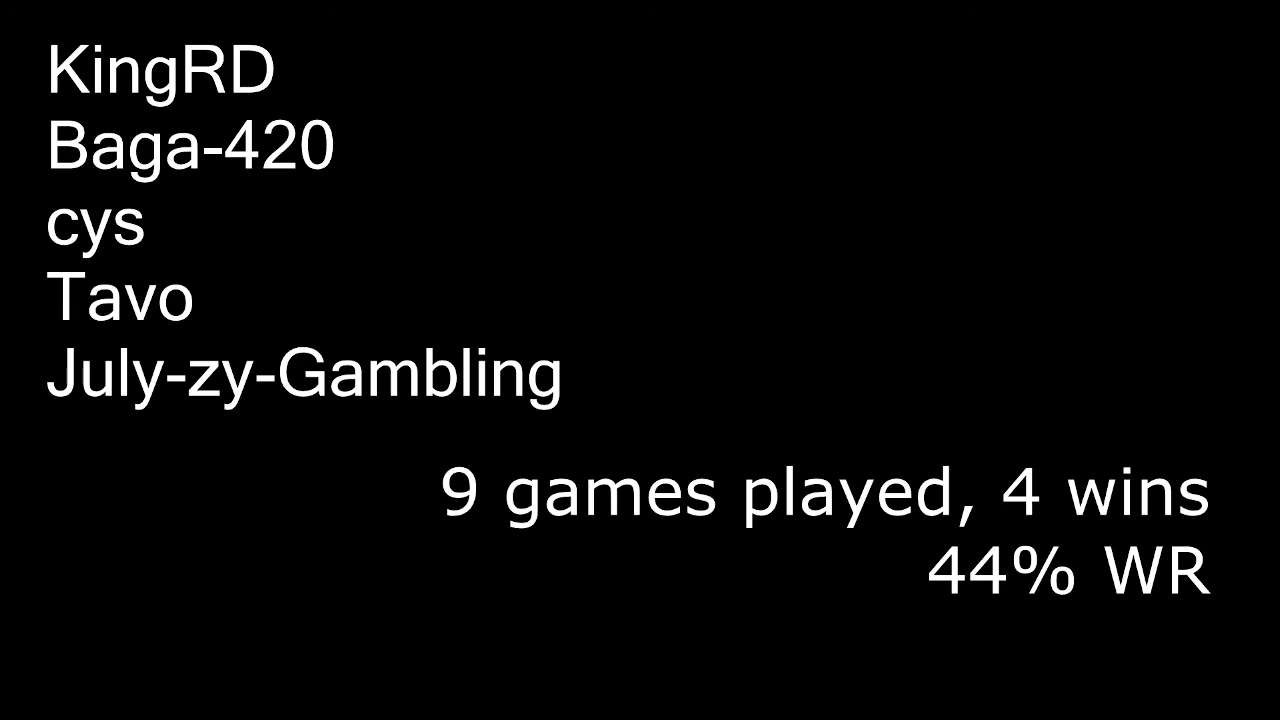 KingRD
Baga-420
cys
Tavo
July-zy-Gambling
9 games played, 4 wins
44% WR